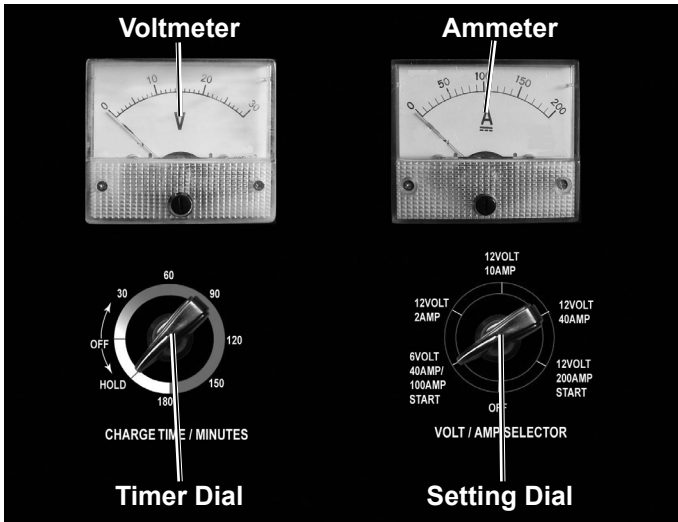 Voltmeter
Ammeter
0 10 20 30
V
0 50 100 150 200
A
60
30
90
OFF
120
HOLD
150
180
CHARGE TIME / MINUTES
12VOLT
10AMP
12VOLT
2AMP
12VOLT
40AMP
6VOLT
40AMP/
100AMP
START
12VOLT
200AMP
START
OFF
VOLT / AMP SELECTOR
Timer Dial
Setting Dial